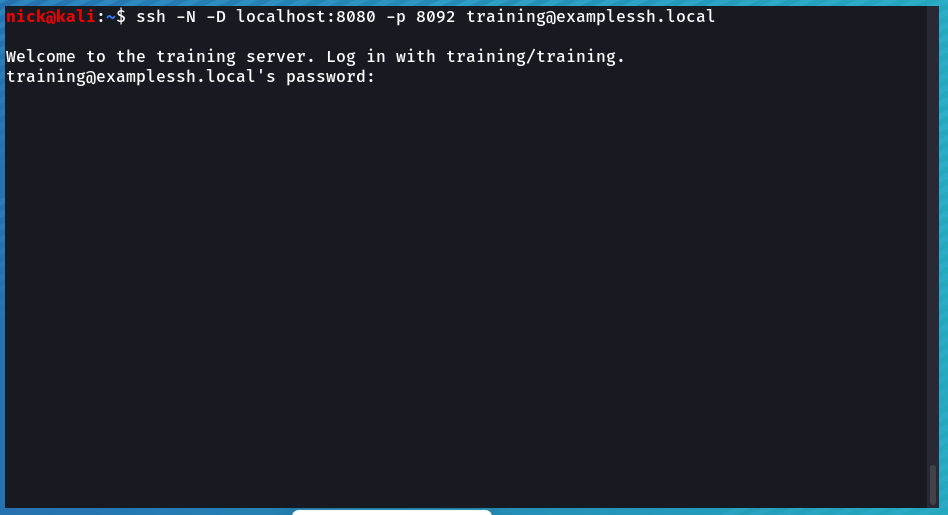 nick@kali:~$ ssh -N -D localhost:8080 -p 8092 training@examplessh.local
Welcome to the training server. Log in with training/training.
training@examplessh.local's password: